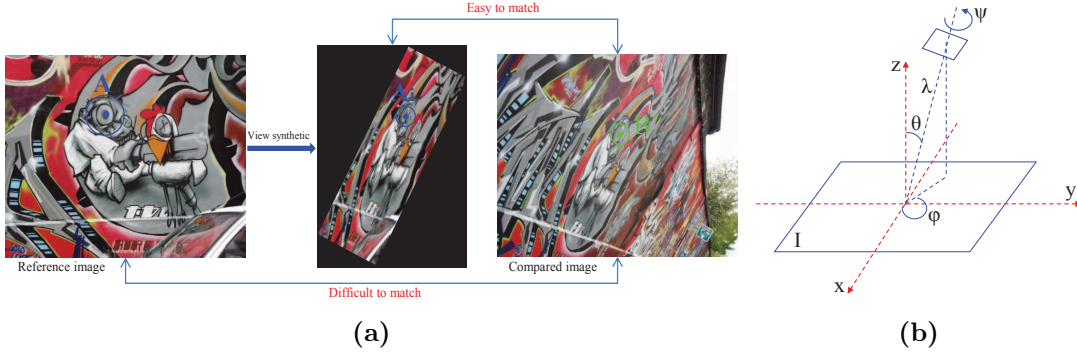 Easy to match
A
View synthetic
A
B
Reference image
Compared image
Difficult to match
(a)
ψ
z
λ
θ
y
φ
I
x
(b)